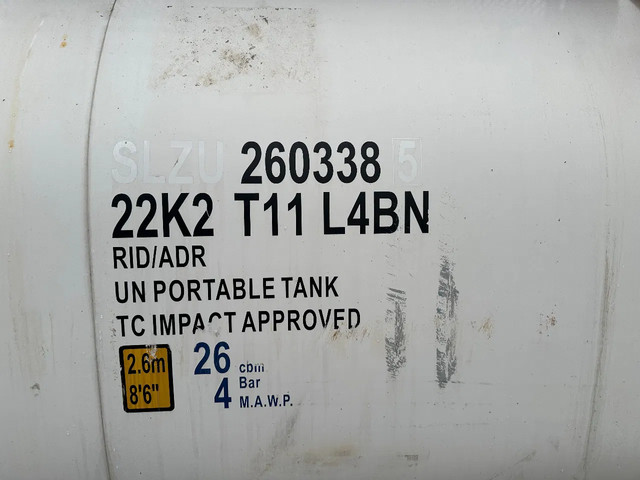 SLZU 260338 5
22K2 T11 L4BN
RID/ADR
UN PORTABLE TANK
TC IMPACT APPROVED
2.6m
8'6"
26 cbm
4 Bar
M.A.W.P.